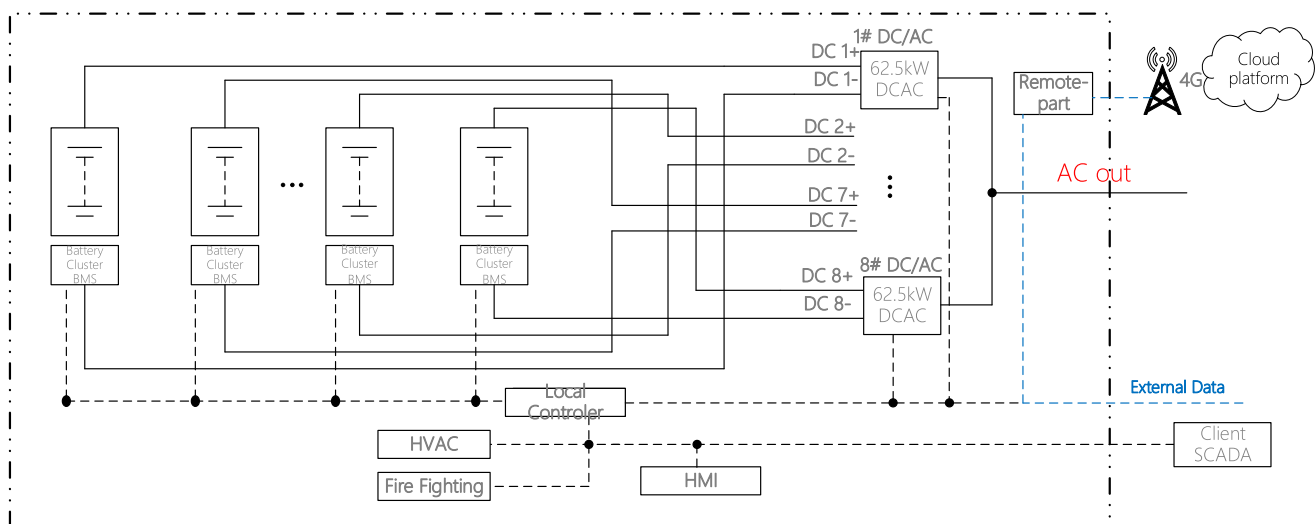 1# DC/AC
DC 1+
62.5kW
DCAC
DC 1-
DC 2+
DC 2-
...
DC 7+
DC 7-
8# DC/AC
DC 8+
62.5kW
DCAC
DC 8-
Remote-
part
4G
Cloud
platform
AC out
Battery
Cluster
BMS
Battery
Cluster
BMS
Battery
Cluster
BMS
Battery
Cluster
BMS
Local
Controler
External Data
HVAC
Fire Fighting
HMI
Client
SCADA